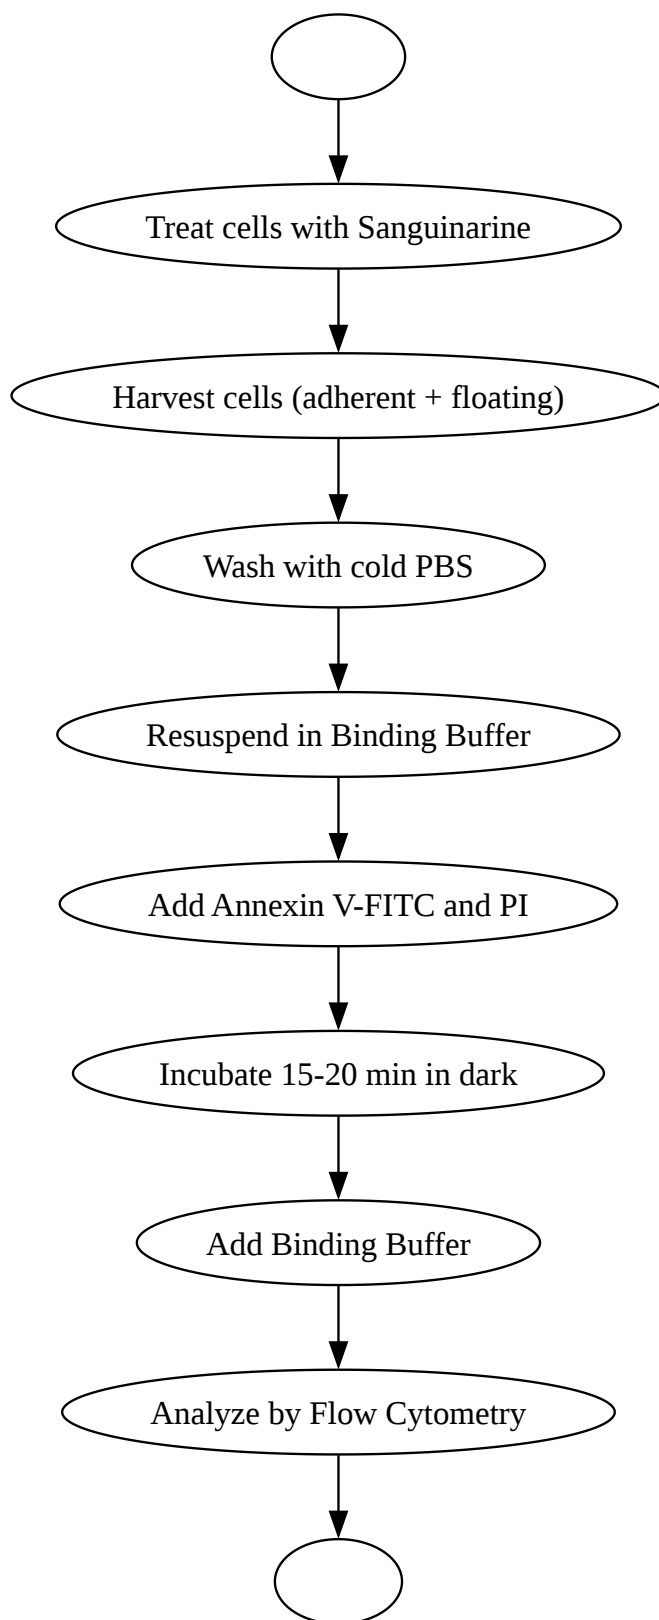 Treat cells with Sanguinarine
Harvest cells (adherent + floating)
Wash with cold PBS
Resuspend in Binding Buffer
Add Annexin V-FITC and PI
Incubate 15-20 min in dark
Add Binding Buffer
Analyze by Flow Cytometry